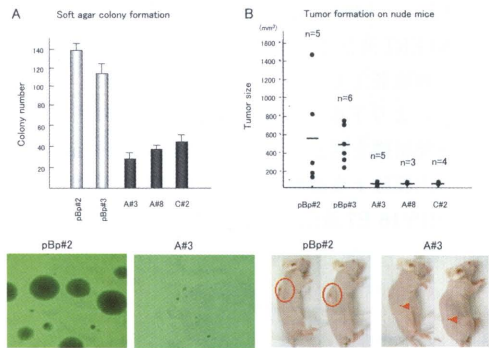 A
Soft agar colony formation
Colony number
140
120
100
80
60
40
20
pBp#2
pBp#3
A#3
A#8
C#2
pBp#2
A#3
B
Tumor formation on nude mice
(mm³)
Tumor size
1800
1600
1400
1200
1000
800
600
400
200
n=5
n=6
n=5
n=3
n=4
pBp#2
pBp#3
A#3
A#8
C#2
pBp#2
A#3